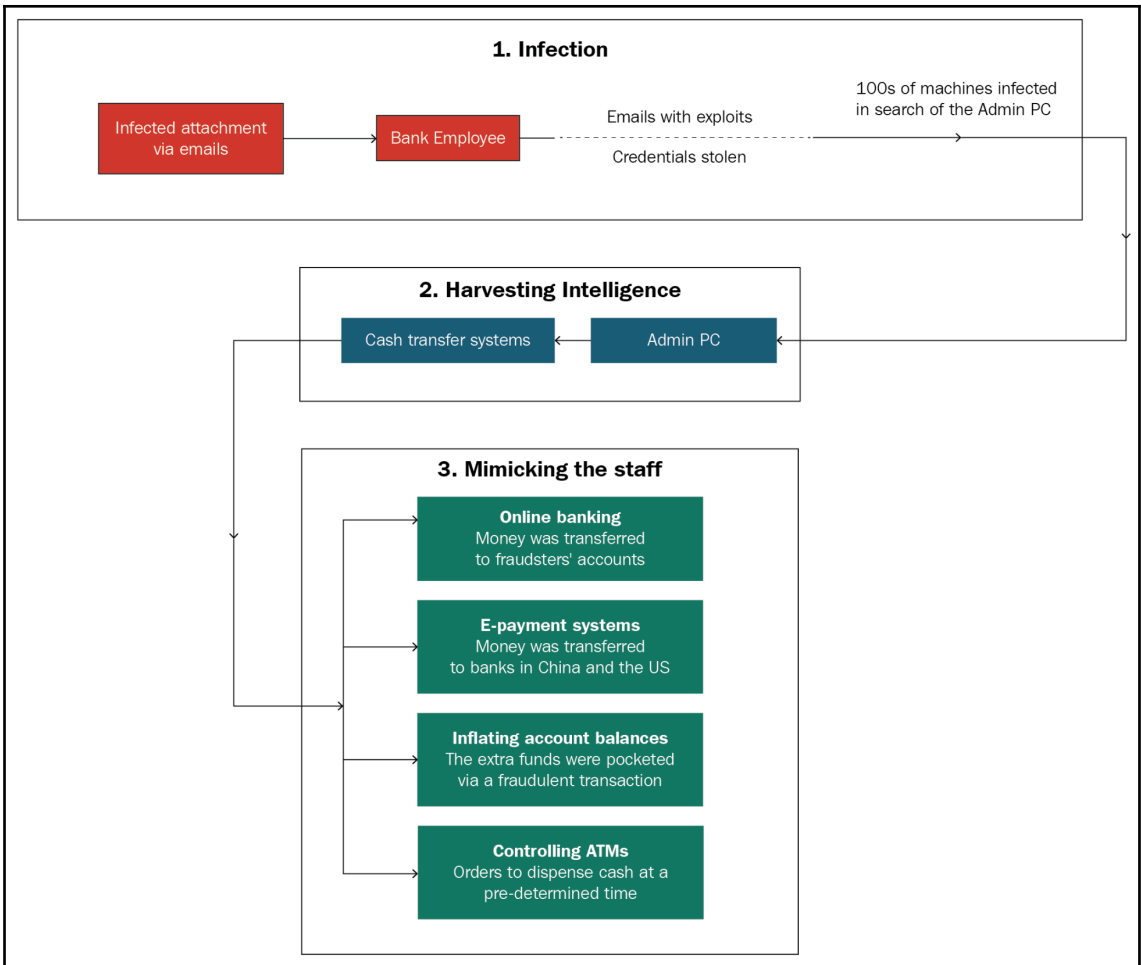 1. Infection
Infected attachment
via emails
Bank Employee
Emails with exploits
Credentials stolen
100s of machines infected
in search of the Admin PC
2. Harvesting Intelligence
Cash transfer systems
Admin PC
3. Mimicking the staff
Online banking
Money was transferred
to fraudsters' accounts
E-payment systems
Money was transferred
to banks in China and the US
Inflating account balances
The extra funds were pocketed
via a fraudulent transaction
Controlling ATMs
Orders to dispense cash at a
pre-determined time